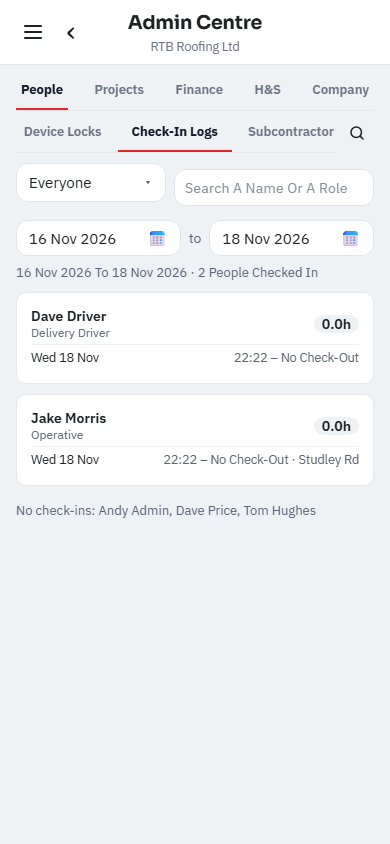 Admin Centre
RTB Roofing Ltd
People Projects Finance H&S Company
Device Locks Check-In Logs Subcontractor
Everyone
Search A Name Or A Role
16 Nov 2026 to 18 Nov 2026
16 Nov 2026 To 18 Nov 2026 · 2 People Checked In
Dave Driver
Delivery Driver
0.0h
Wed 18 Nov 22:22 – No Check-Out
Jake Morris
Operative
0.0h
Wed 18 Nov 22:22 – No Check-Out · Studley Rd
No check-ins: Andy Admin, Dave Price, Tom Hughes